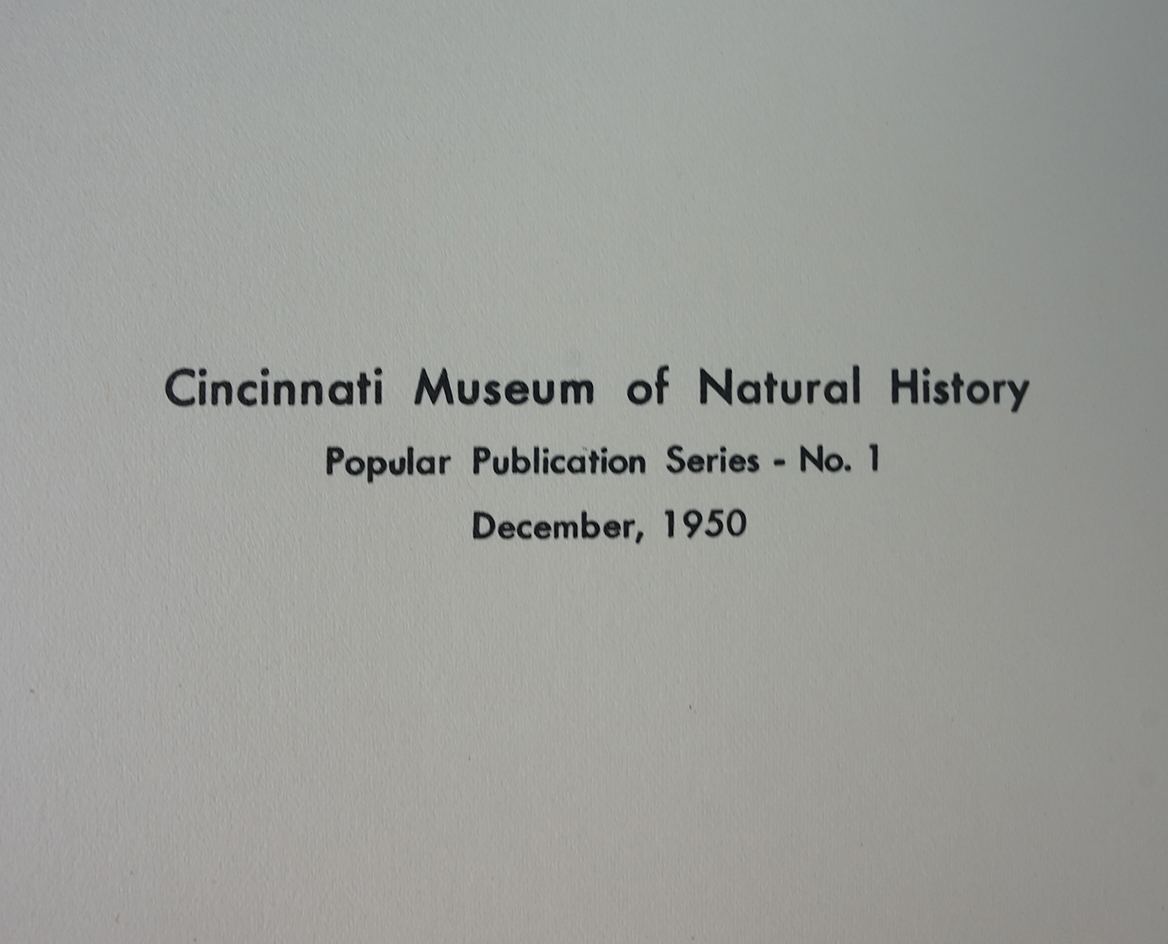 Cincinnati Museum of Natural History
Popular Publication Series - No. 1
December, 1950